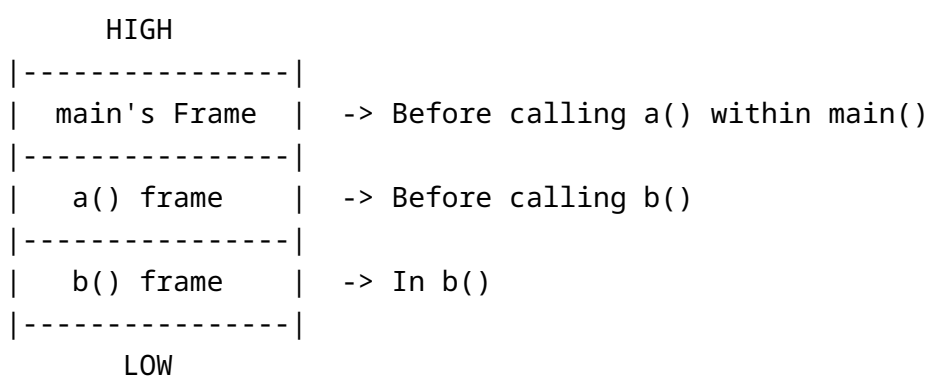 HIGH
|----------------|
|  main's Frame  |  -> Before calling a() within main()
|----------------|
|   a() frame    |  -> Before calling b()
|----------------|
|   b() frame    |  -> In b()
|----------------|
LOW